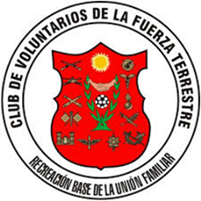 CLUB DE VOLUNTARIOS DE LA FUERZA TERRESTRE
RECREACIÓN BASE DE LA UNIÓN FAMILIAR